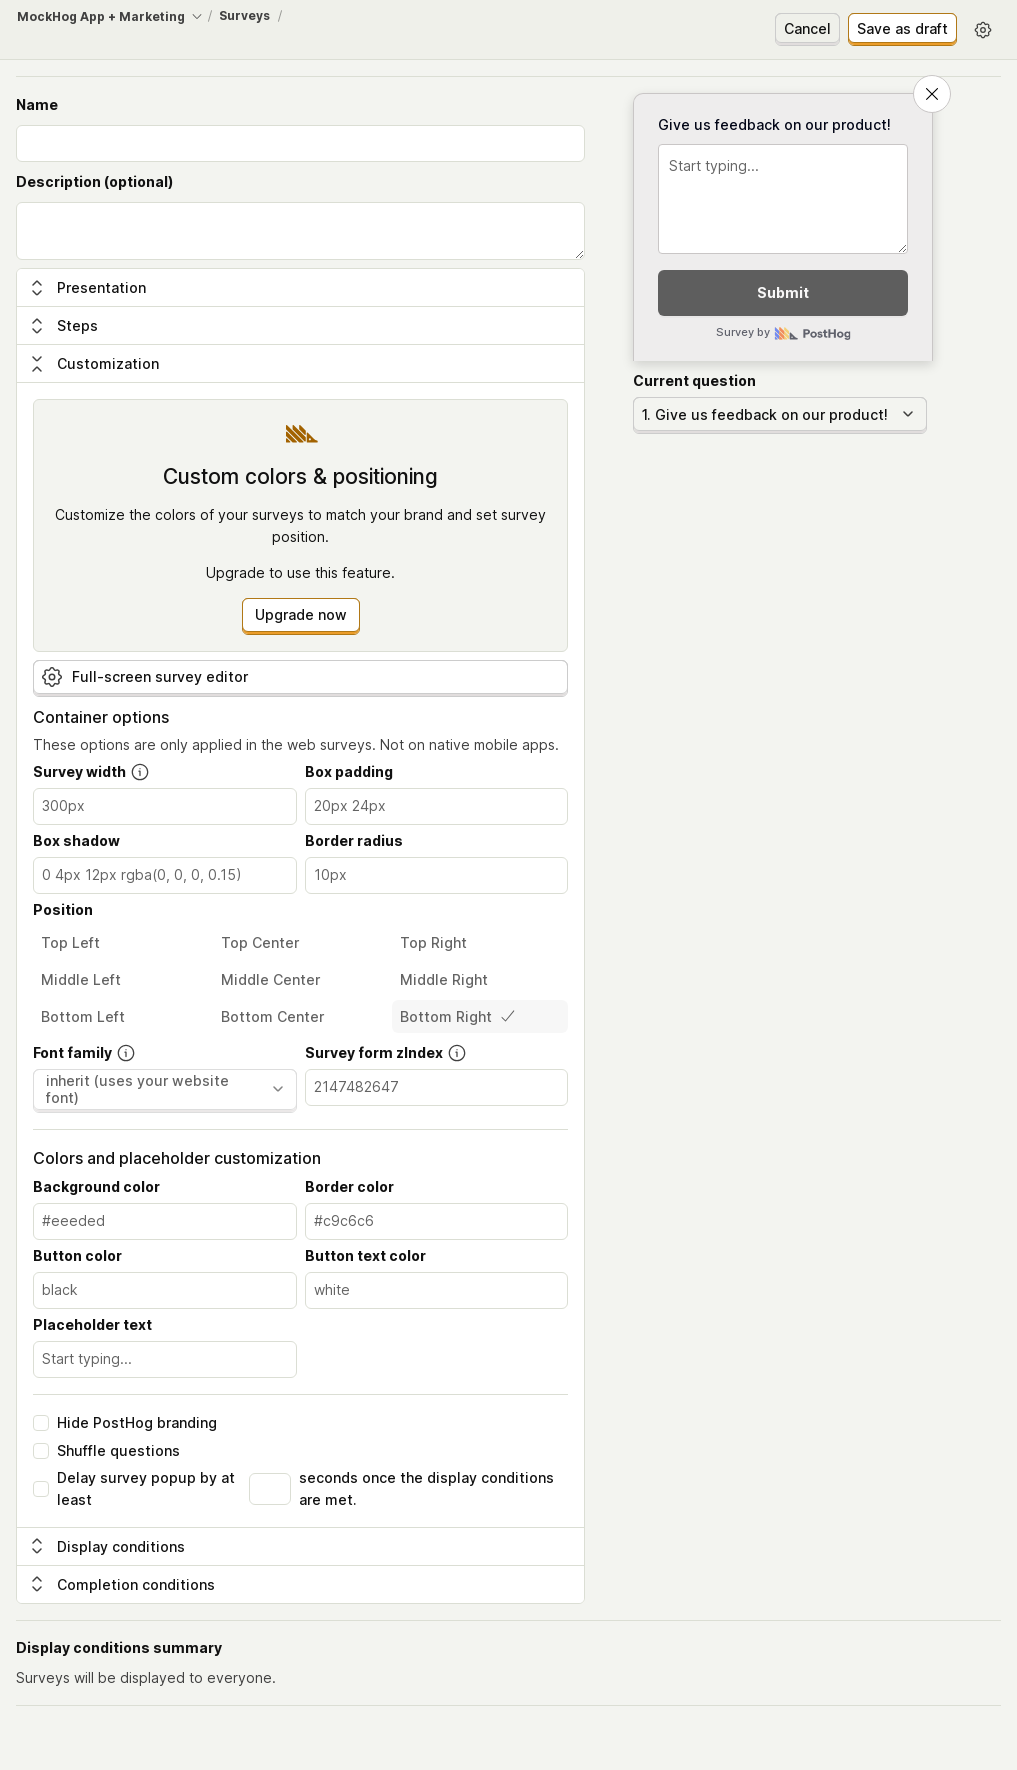 MockHog App + Marketing / Surveys /
Cancel
Save as draft
Name
Description (optional)
Presentation
Steps
Customization
Custom colors & positioning
Customize the colors of your surveys to match your brand and set survey
position.
Upgrade to use this feature.
Upgrade now
Full-screen survey editor
Container options
These options are only applied in the web surveys. Not on native mobile apps.
Survey width
Box padding
300px
20px 24px
Box shadow
Border radius
0 4px 12px rgba(0, 0, 0, 0.15)
10px
Position
Top Left
Top Center
Top Right
Middle Left
Middle Center
Middle Right
Bottom Left
Bottom Center
Bottom Right
Font family
Survey form zIndex
inherit (uses your website
font)
2147482647
Colors and placeholder customization
Background color
Border color
#eeeded
#c9c6c6
Button color
Button text color
black
white
Placeholder text
Start typing...
Hide PostHog branding
Shuffle questions
Delay survey popup by at
least
seconds once the display conditions
are met.
Display conditions
Completion conditions
Give us feedback on our product!
Start typing...
Submit
Survey by PostHog
Current question
1. Give us feedback on our product!
Display conditions summary
Surveys will be displayed to everyone.